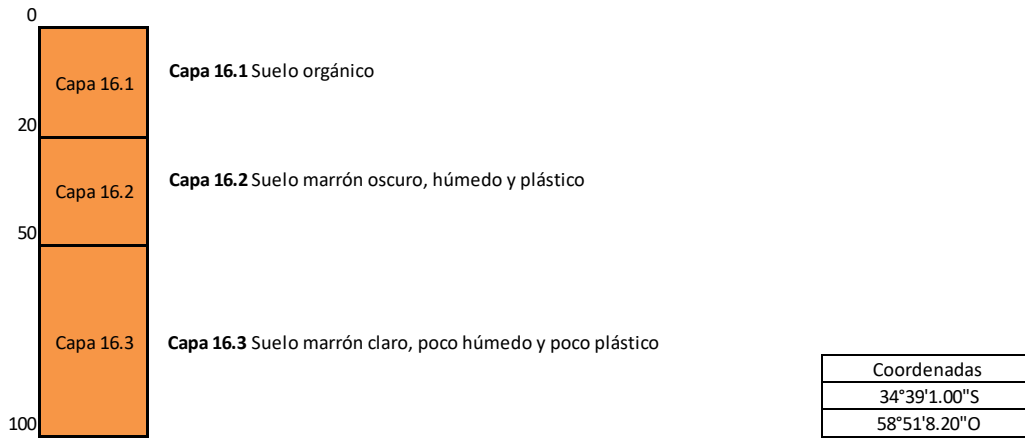 0
Capa 16.1
Capa 16.1 Suelo orgánico
20
Capa 16.2
Capa 16.2 Suelo marrón oscuro, húmedo y plástico
50
Capa 16.3
Capa 16.3 Suelo marrón claro, poco húmedo y poco plástico
100
Coordenadas
34°39'1.00"S
58°51'8.20"O